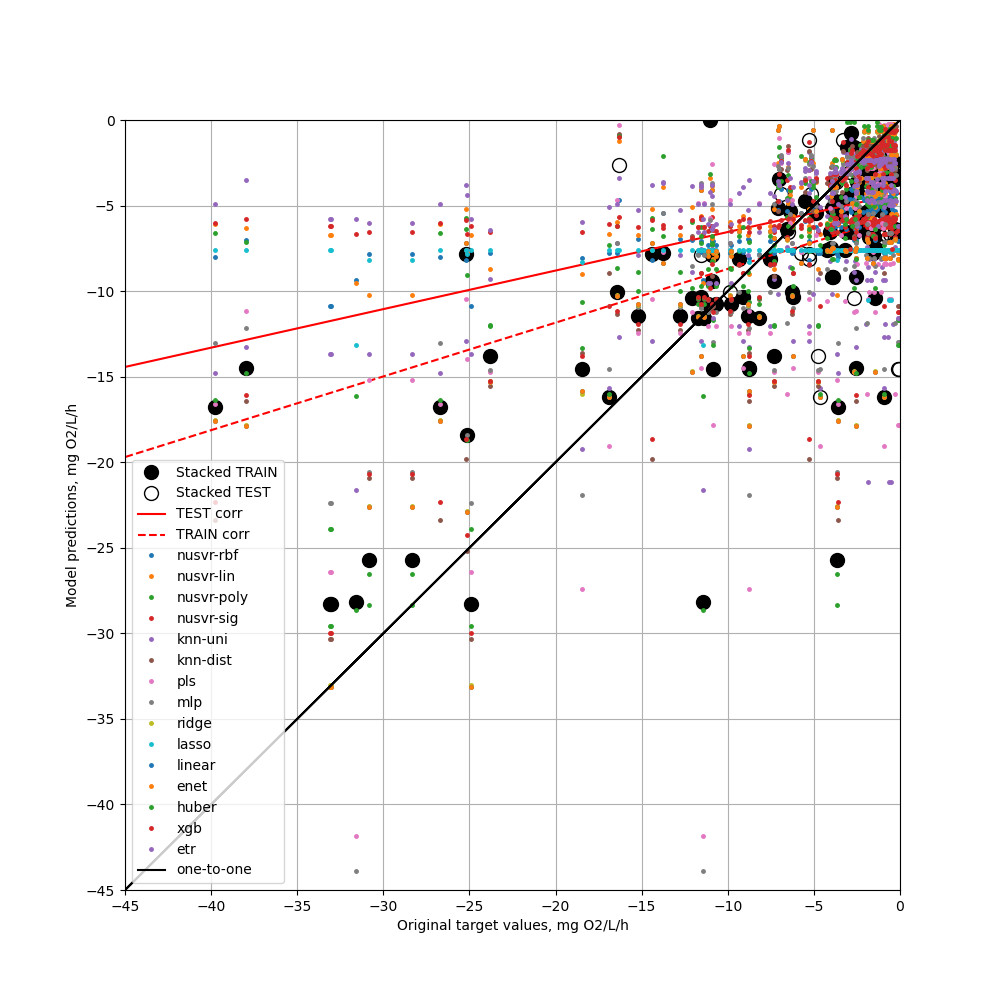 0
−5
−10
−15
−20
−25
−30
−35
−40
−45
Model predictions, mg O2/L/h
Stacked TRAIN
Stacked TEST
TEST corr
TRAIN corr
nusvr-rbf
nusvr-lin
nusvr-poly
nusvr-sig
knn-uni
knn-dist
pls
mlp
ridge
lasso
linear
enet
huber
xgb
etr
one-to-one
−45 −40 −35 −30 −25 −20 −15 −10 −5 0
Original target values, mg O2/L/h